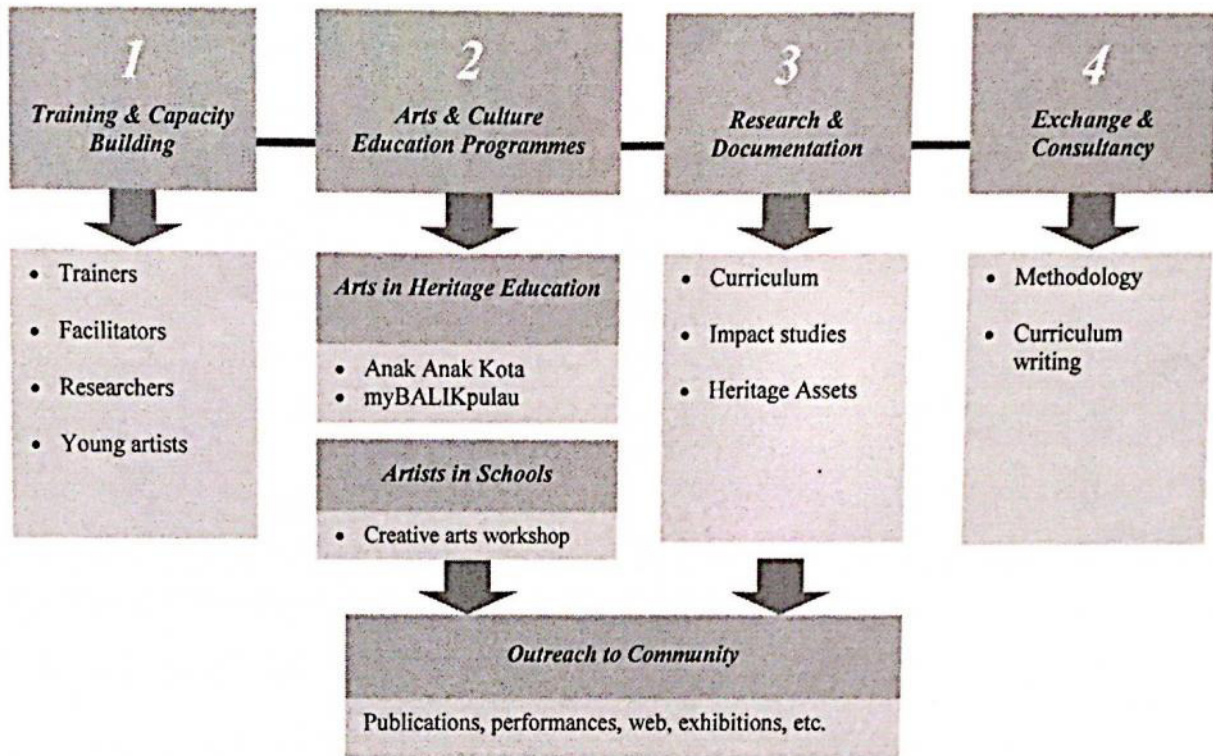 1
Training & Capacity
Building
2
Arts & Culture
Education Programmes
3
Research &
Documentation
4
Exchange &
Consultancy
• Trainers
• Facilitators
• Researchers
• Young artists
Arts in Heritage Education
• Anak Anak Kota
• myBALIKpulau
Artists in Schools
• Creative arts workshop
• Curriculum
• Impact studies
• Heritage Assets
• Methodology
• Curriculum
writing
Outreach to Community
Publications, performances, web, exhibitions, etc.